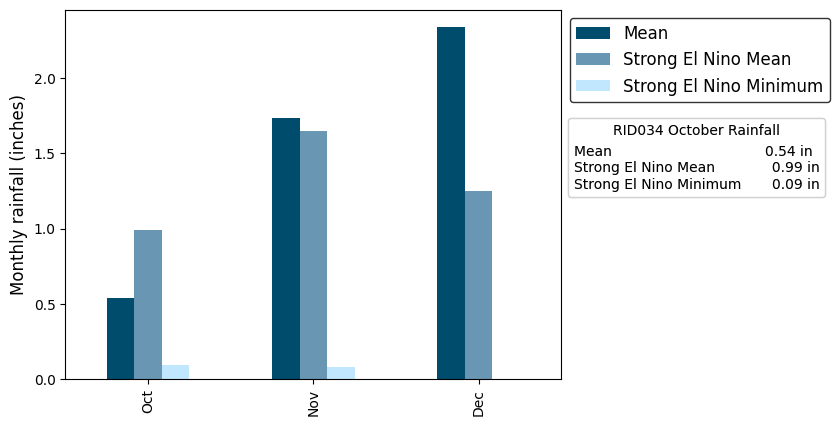 Monthly rainfall (inches)
2.0
1.5
1.0
0.5
0.0
Oct
Nov
Dec
Mean
Strong El Nino Mean
Strong El Nino Minimum
RID034 October Rainfall
Mean 0.54 in
Strong El Nino Mean 0.99 in
Strong El Nino Minimum 0.09 in